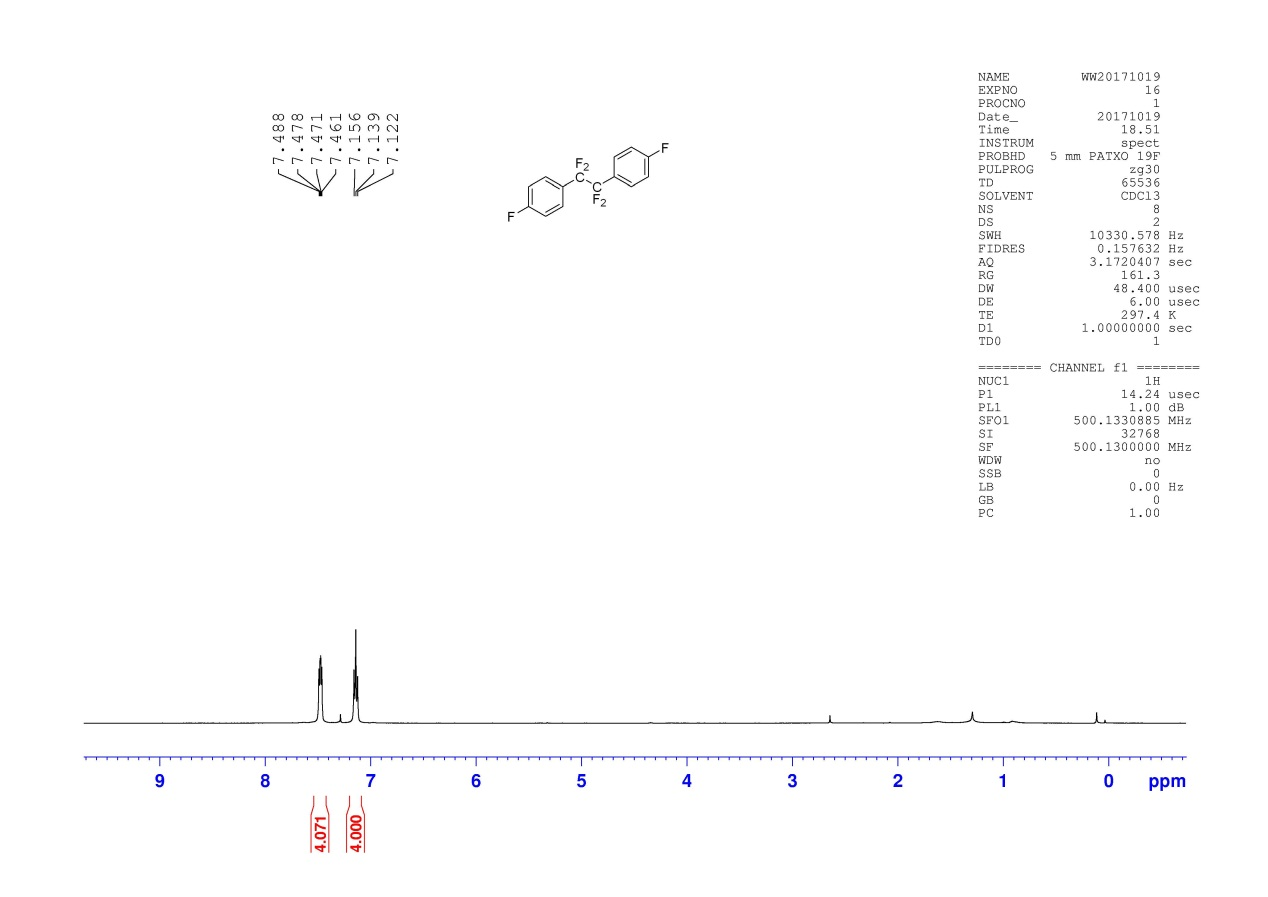 7.488
7.478
7.471
7.461
7.156
7.139
7.122
F
F2
C
C
F2
F
NAME WW20171019
EXPNO 16
PROCNO 1
Date_ 20171019
Time 18.51
INSTRUM spect
PROBHD 5 mm PATXO 19F
PULPROG zg30
TD 65536
SOLVENT CDCl3
NS 8
DS 2
SWH 10330.578 Hz
FIDRES 0.157632 Hz
AQ 3.1720407 sec
RG 161.3
DW 48.400 usec
DE 6.00 usec
TE 297.4 K
D1 1.00000000 sec
TD0 1
======== CHANNEL f1 ========
NUC1 1H
P1 14.24 usec
PL1 1.00 dB
SFO1 500.1330885 MHz
SI 32768
SF 500.1300000 MHz
WDW no
SSB 0
LB 0.00 Hz
GB 0
PC 1.00
9 8 7 6 5 4 3 2 1 0 ppm
4.071
4.000